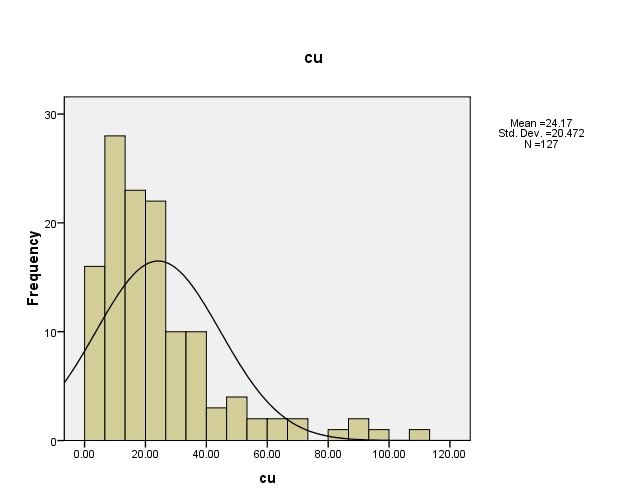 cu
Mean =24.17
Std. Dev. =20.472
N =127
Frequency
30
20
10
0
0.00 20.00 40.00 60.00 80.00 100.00 120.00
cu